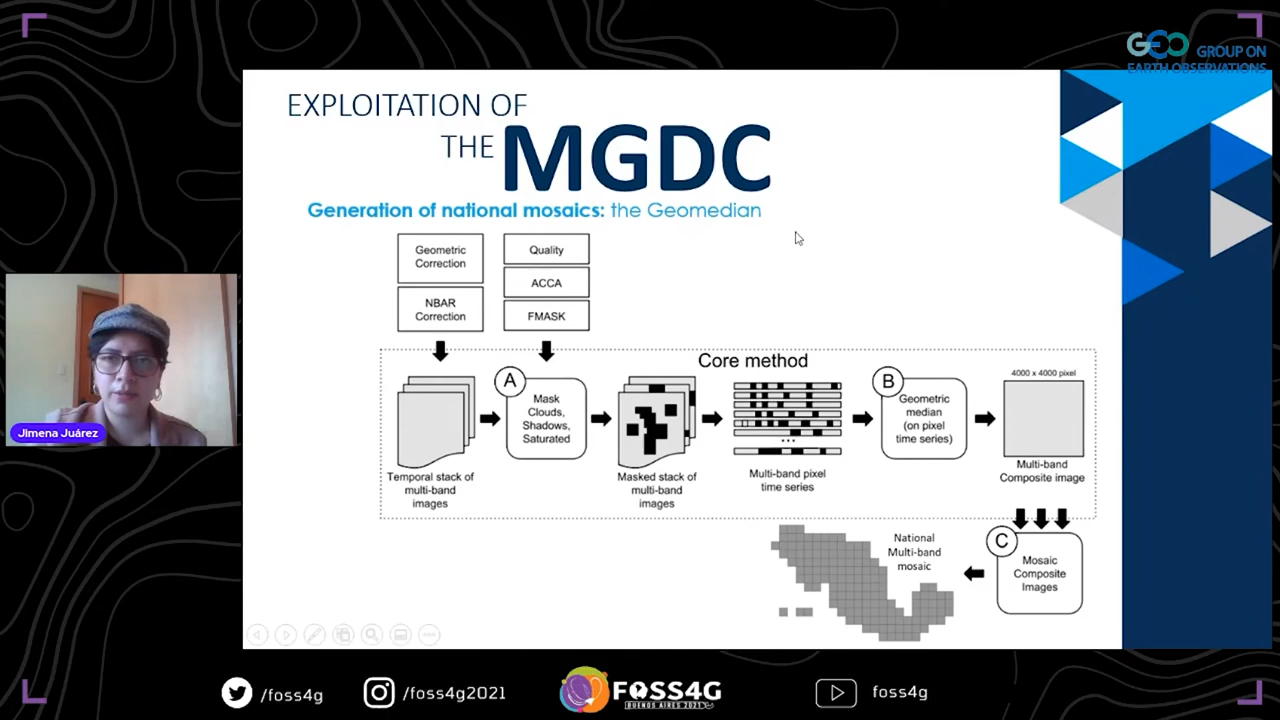 GEO GROUP ON
EARTH OBSERVATIONS
EXPLOITATION OF
THE MGDC
Generation of national mosaics: the Geomedian
Geometric
Correction
NBAR
Correction
Quality
ACCA
FMASK
Core method
A
Mask
Clouds,
Shadows,
Saturated
B
Geometric
median
(on pixel
time series)
4000 x 4000 pixel
Temporal stack of
multi-band
images
Masked stack of
multi-band
images
Multi-band pixel
time series
...
Multi-band
Composite image
C
Mosaic
Composite
Images
National
Multi-band
mosaic
Jimena Juárez
/foss4g
/foss4g2021
FOSS4G
BUENOS AIRES 2021
foss4g